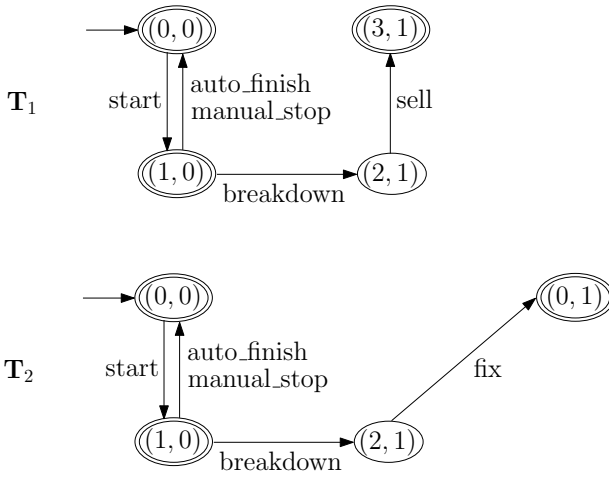 (0, 0)
(3, 1)
T1
start
auto_finish
manual_stop
sell
(1, 0)
(2, 1)
breakdown
(0, 0)
(0, 1)
T2
start
auto_finish
manual_stop
fix
(1, 0)
(2, 1)
breakdown